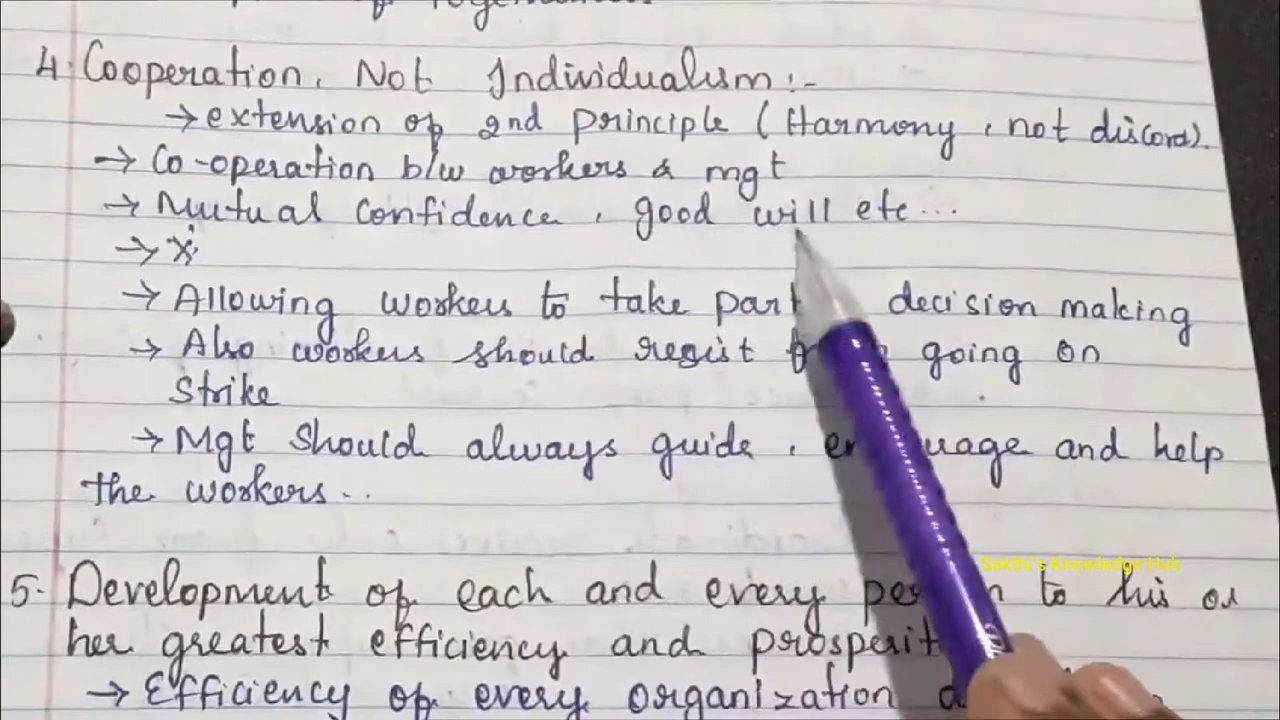 4. Cooperation, Not Individualism:-
→ extension of 2nd principle (Harmony, not discord).
→ Co-operation b/w workers & mgt
→ Mutual confidence, good will etc...
→
→ Allowing workers to take part decision making
→ Also workers should resist going on
Strike
→ Mgt should always guide, and help
the workers..
Sakthi's Knowledge Hub
5. Development of each and every to his or
her greatest efficiency and
→ Efficiency of every organization